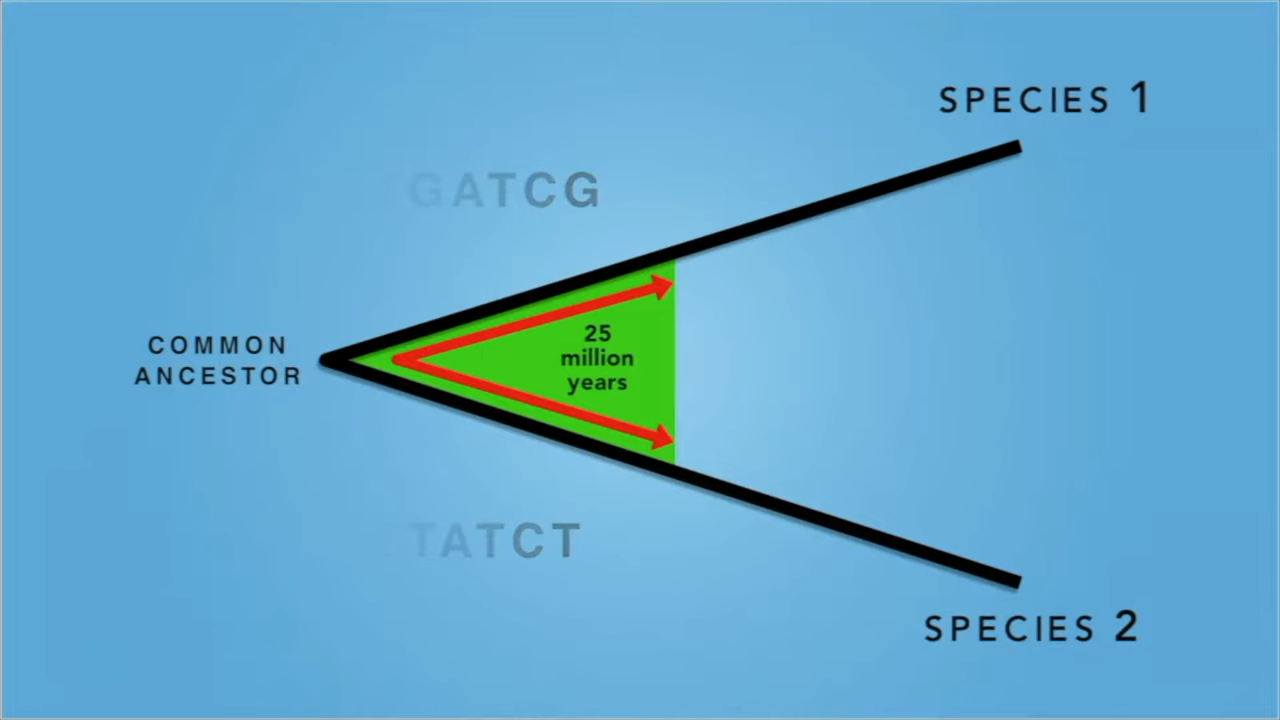 SPECIES 1
GATCG
COMMON
ANCESTOR
25
million
years
TATCT
SPECIES 2